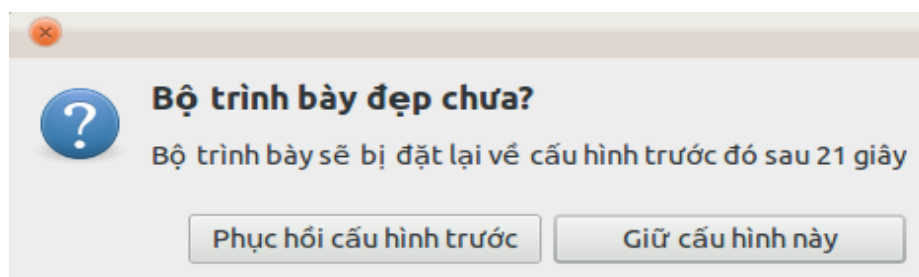 Bộ trình bày đẹp chưa?
Bộ trình bày sẽ bị đặt lại về cấu hình trước đó sau 21 giây
Phục hồi cấu hình trước
Giữ cấu hình này